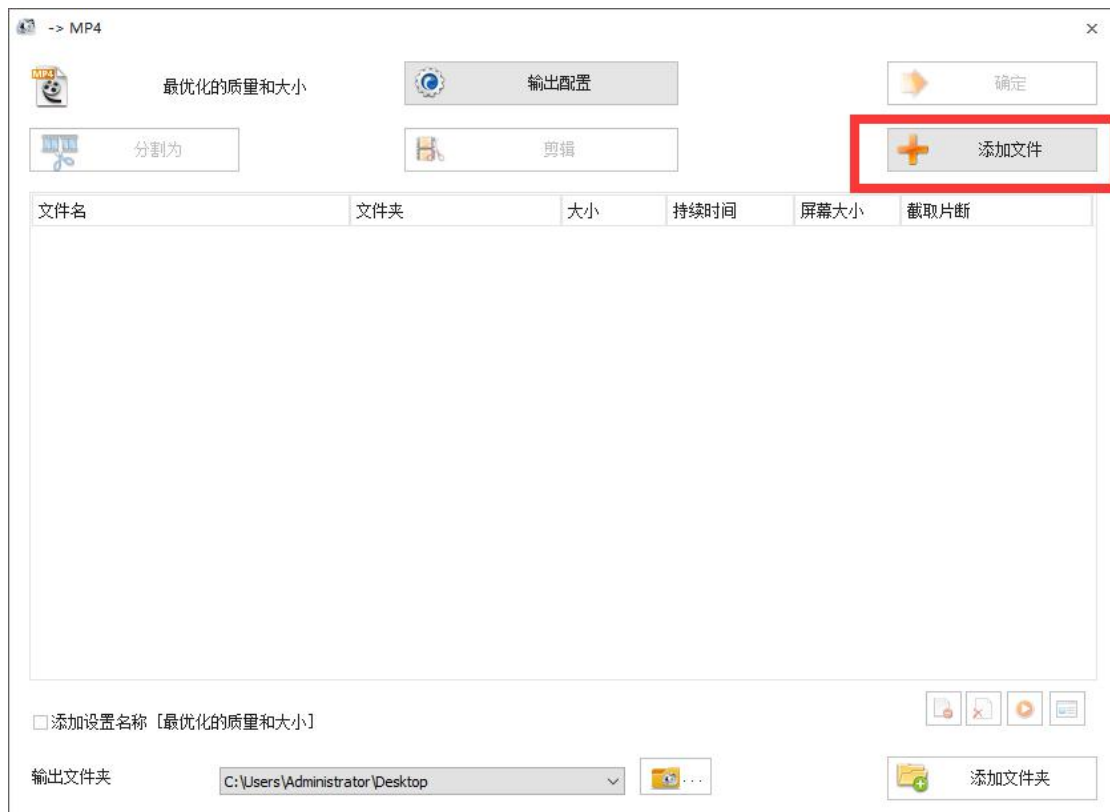 -> MP4
MP4
最优化的质量和大小
输出配置
确定
分割为
剪辑
添加文件
文件名 文件夹 大小 持续时间 屏幕大小 截取片断
添加设置名称 [最优化的质量和大小]
输出文件夹 C:\Users\Administrator\Desktop ... 添加文件夹